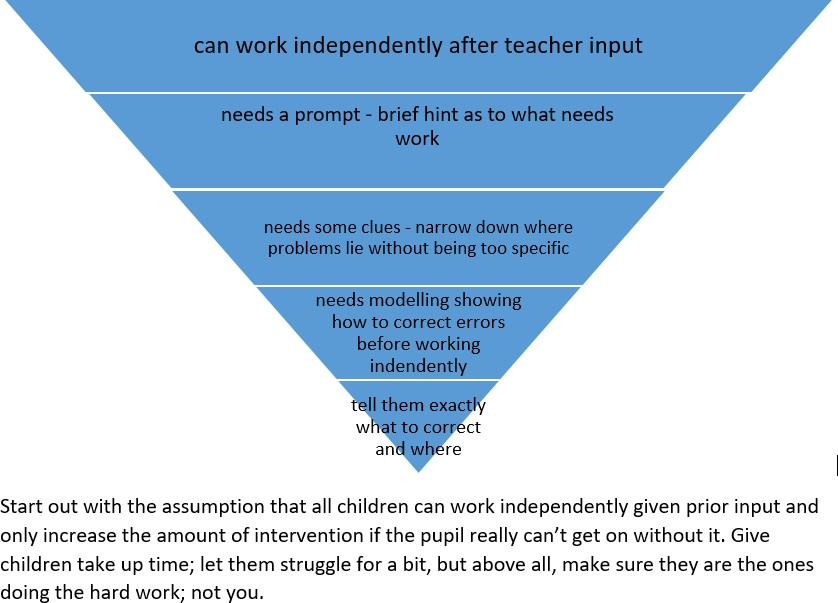 can work independently after teacher input
needs a prompt - brief hint as to what needs
work
needs some clues - narrow down where
problems lie without being too specific
needs modelling showing
how to correct errors
before working
indendently
tell them exactly
what to correct
and where
Start out with the assumption that all children can work independently given prior input and
only increase the amount of intervention if the pupil really can’t get on without it. Give
children take up time; let them struggle for a bit, but above all, make sure they are the ones
doing the hard work; not you.